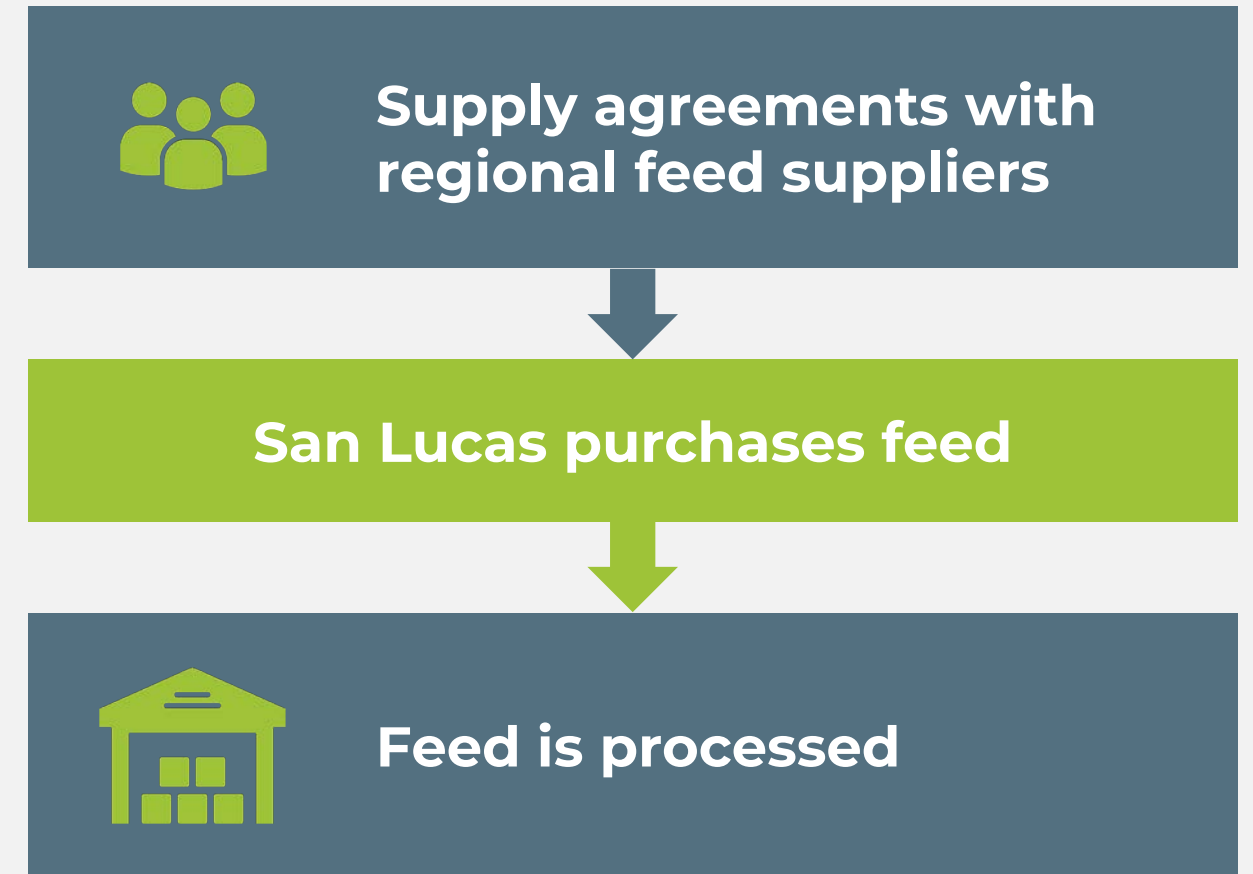 Supply agreements with
regional feed suppliers
San Lucas purchases feed
Feed is processed